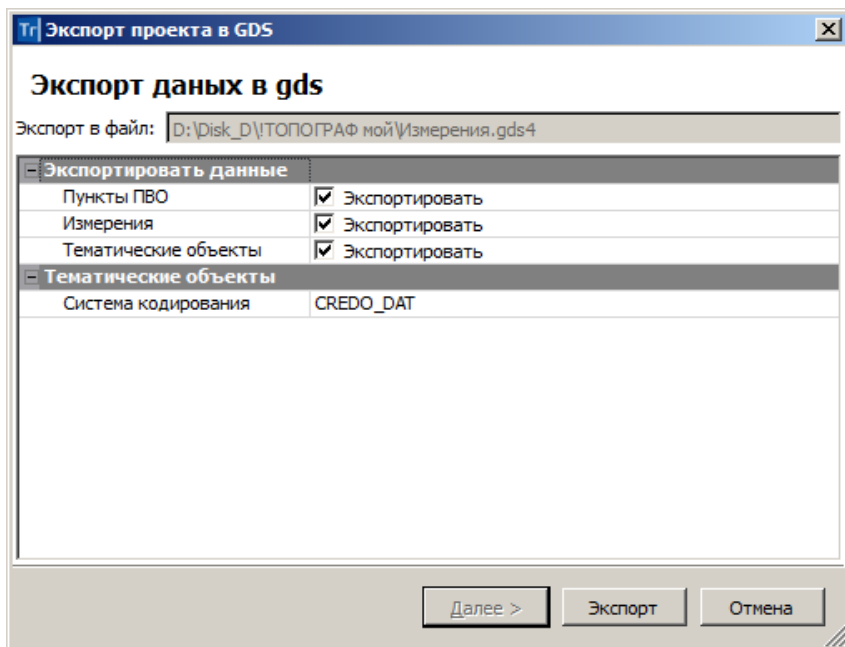 Tr Экспорт проекта в GDS
Экспорт даных в gds
Экспорт в файл: D:\Disk_D\!ТОПОГРАФ мой\Измерения.gds4
Экспортировать данные
Пункты ПВО Экспортировать
Измерения Экспортировать
Тематические объекты Экспортировать
Тематические объекты
Система кодирования CREDO_DAT
Далее > Экспорт Отмена